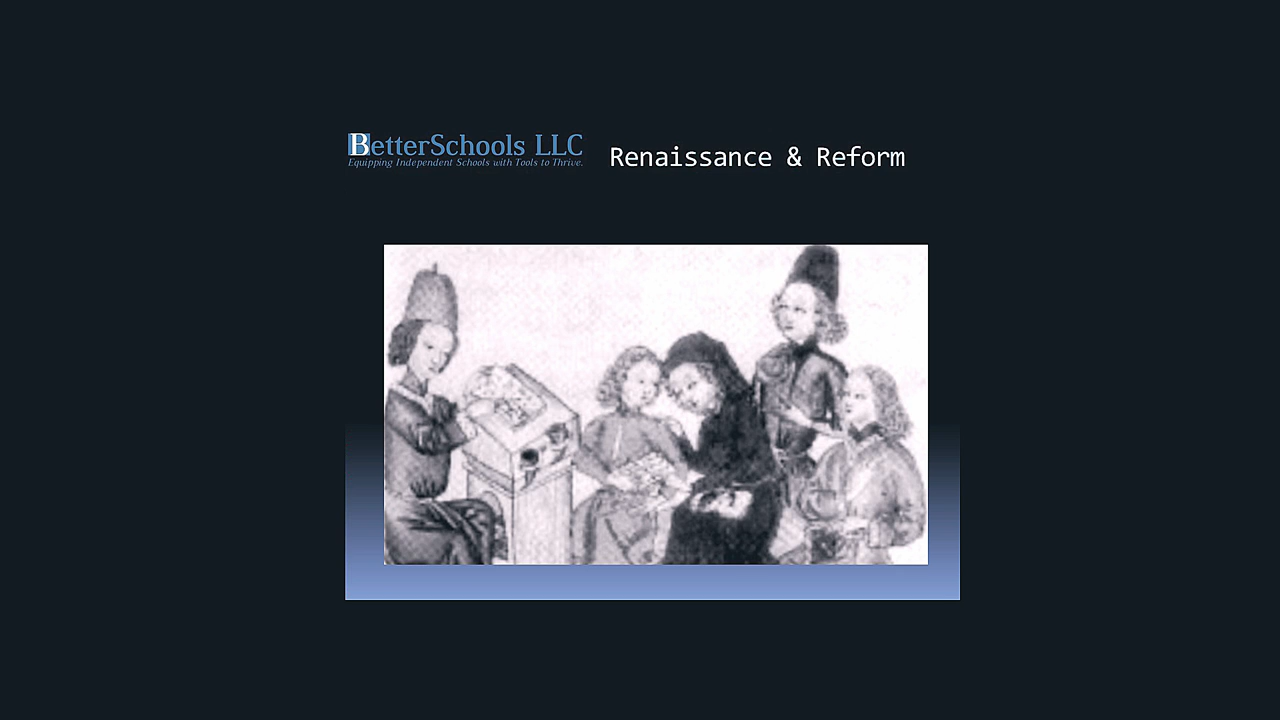 BetterSchools LLC
Equipping Independent Schools with Tools to Thrive.
Renaissance & Reform